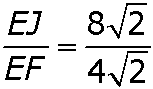 EJ/EF = 8√2/4√2